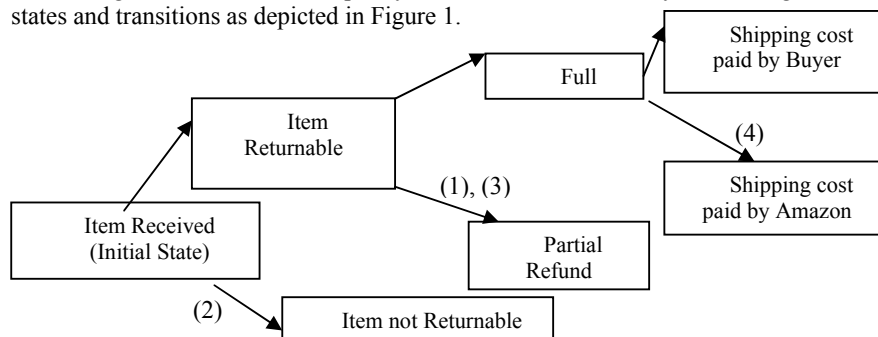 states and transitions as depicted in Figure 1.
Shipping cost
paid by Buyer
Full
Item
Returnable
(4)
(1), (3)
Shipping cost
paid by Amazon
Item Received
(Initial State)
Partial
Refund
(2)
Item not Returnable